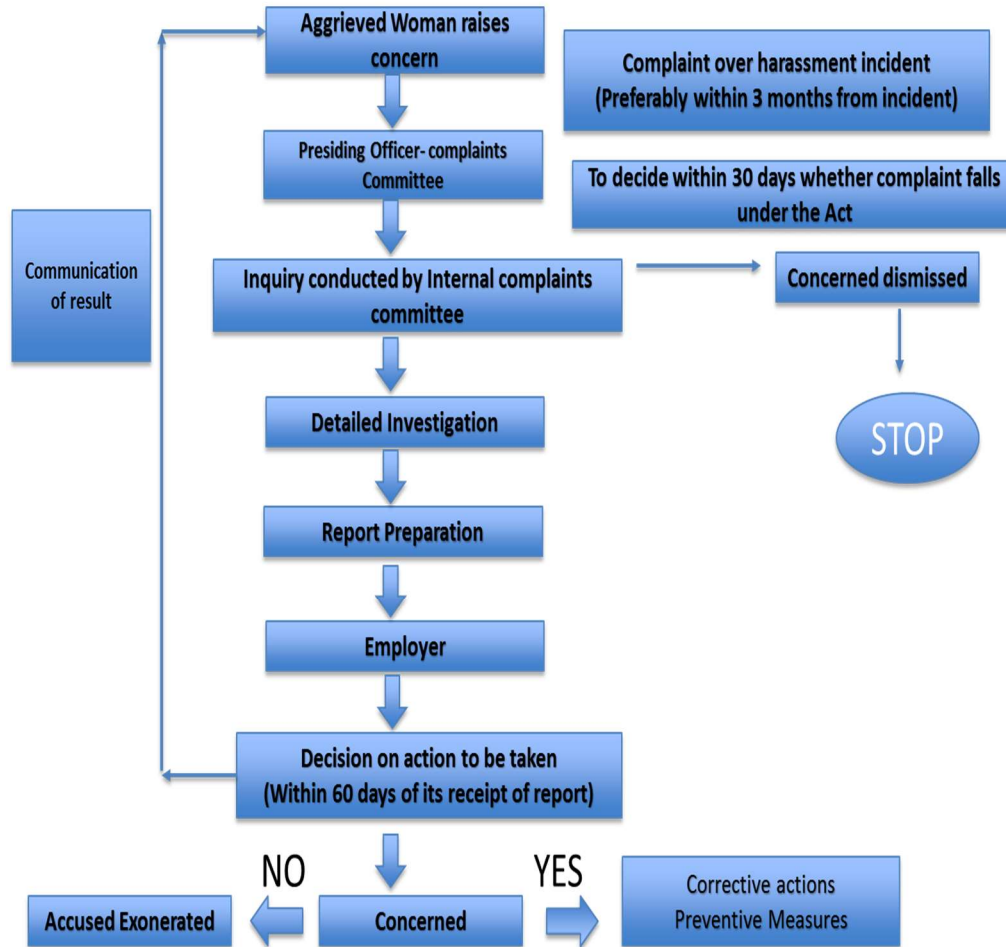 Aggrieved Woman raises
concern
Complaint over harassment incident
(Preferably within 3 months from incident)
Presiding Officer- complaints
Committee
To decide within 30 days whether complaint falls
under the Act
Communication
of result
Inquiry conducted by Internal complaints
committee
Concerned dismissed
STOP
Detailed Investigation
Report Preparation
Employer
Decision on action to be taken
(Within 60 days of its receipt of report)
NO
YES
Accused Exonerated
Concerned
Corrective actions
Preventive Measures